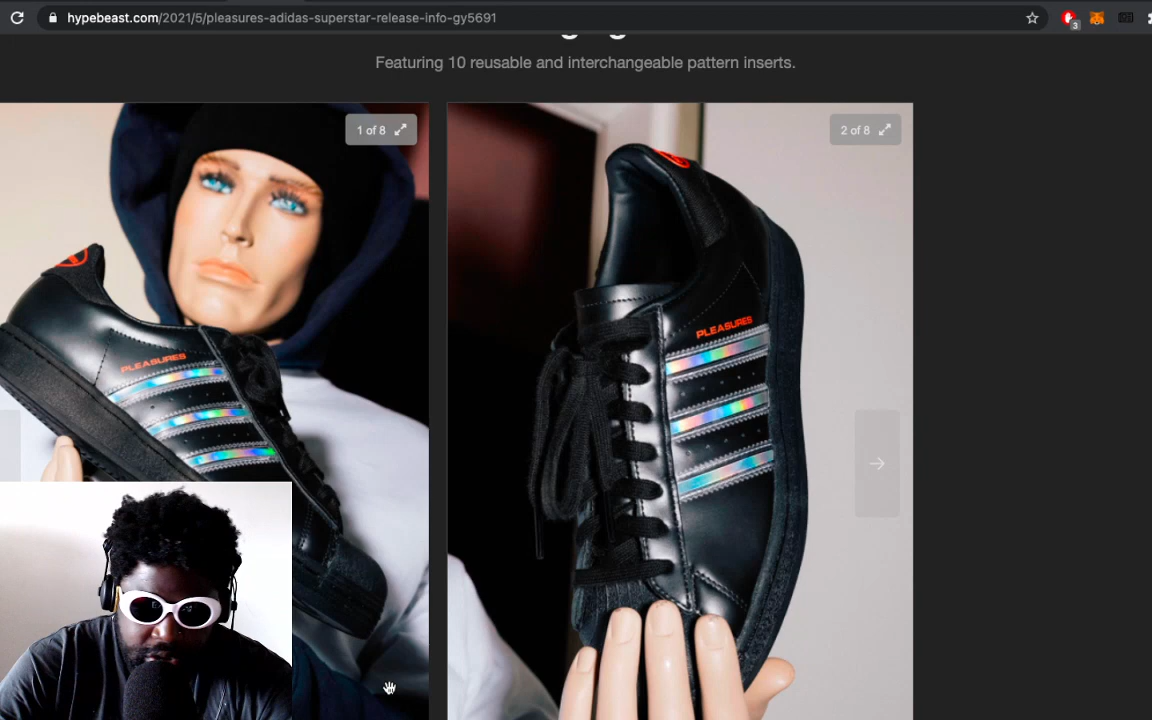 hypebeast.com/2021/5/pleasures-adidas-superstar-release-info-gy5691
3
Featuring 10 reusable and interchangeable pattern inserts.
1 of 8
2 of 8
PLEASURES
PLEASURES